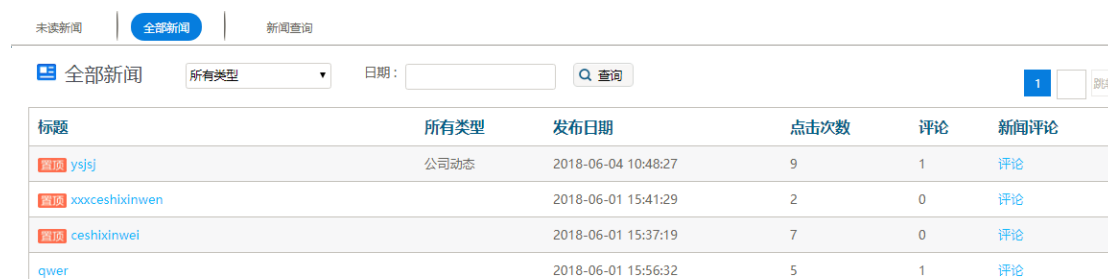 未读新闻 全部新闻 新闻查询
全部新闻 所有类型 日期： 查询 1
标题 所有类型 发布日期 点击次数 评论 新闻评论
置顶 ysjsj 公司动态 2018-06-04 10:48:27 9 1 评论
置顶 xxxceshixinwen 2018-06-01 15:41:29 2 0 评论
置顶 ceshixinwei 2018-06-01 15:37:19 7 0 评论
qwer 2018-06-01 15:56:32 5 1 评论